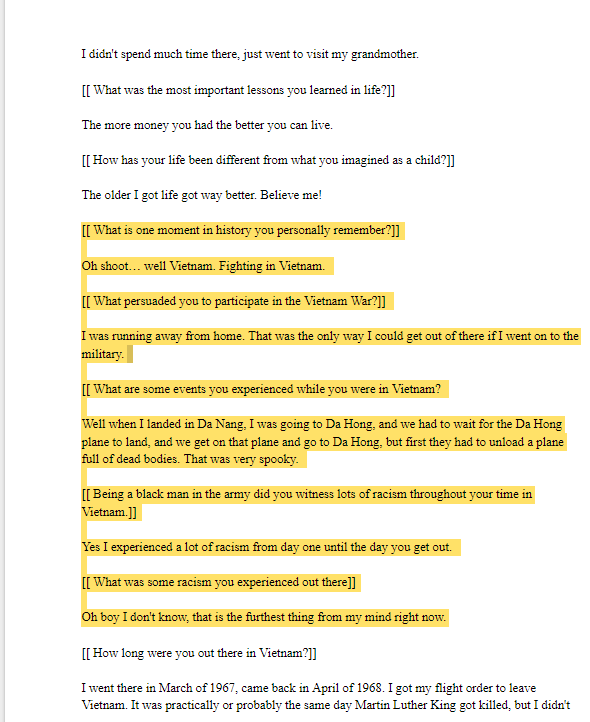 I didn't spend much time there, just went to visit my grandmother.
[[ What was the most important lessons you learned in life?]]
The more money you had the better you can live.
[[ How has your life been different from what you imagined as a child?]]
The older I got life got way better. Believe me!
[[ What is one moment in history you personally remember?]]
Oh shoot… well Vietnam. Fighting in Vietnam.
[[ What persuaded you to participate in the Vietnam War?]]
I was running away from home. That was the only way I could get out of there if I went on to the
military.
[[ What are some events you experienced while you were in Vietnam?
Well when I landed in Da Nang, I was going to Da Hong, and we had to wait for the Da Hong
plane to land, and we get on that plane and go to Da Hong, but first they had to unload a plane
full of dead bodies. That was very spooky.
[[ Being a black man in the army did you witness lots of racism throughout your time in
Vietnam.]]
Yes I experienced a lot of racism from day one until the day you get out.
[[ What was some racism you experienced out there]]
Oh boy I don't know, that is the furthest thing from my mind right now.
[[ How long were you out there in Vietnam?]]
I went there in March of 1967, came back in April of 1968. I got my flight order to leave
Vietnam. It was practically or probably the same day Martin Luther King got killed, but I didn't